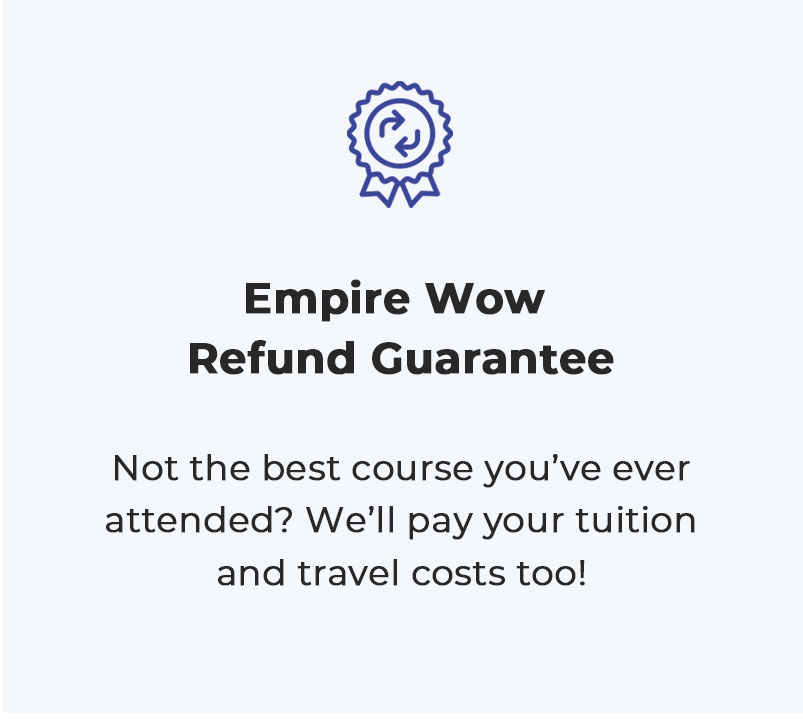 Empire Wow
Refund Guarantee
Not the best course you’ve ever
attended? We’ll pay your tuition
and travel costs too!